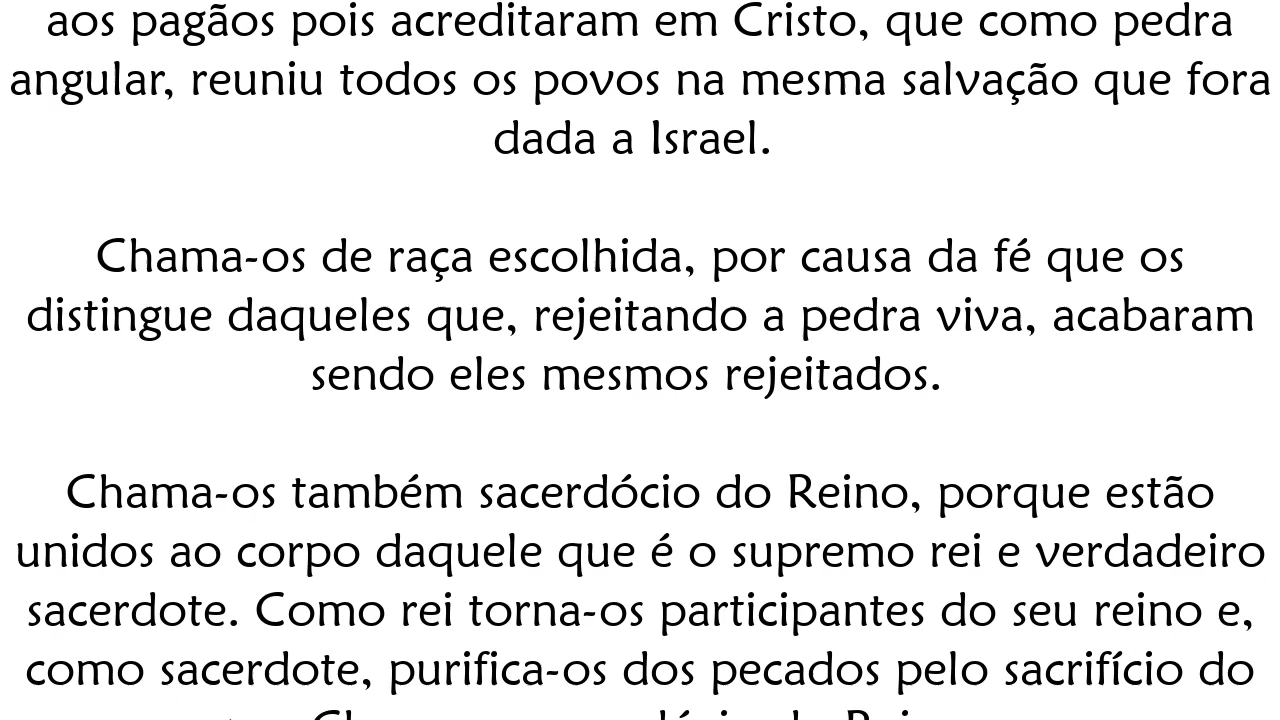 aos pagãos pois acreditaram em Cristo, que como pedra
angular, reuniu todos os povos na mesma salvação que fora
dada a Israel.
Chama-os de raça escolhida, por causa da fé que os
distingue daqueles que, rejeitando a pedra viva, acabaram
sendo eles mesmos rejeitados.
Chama-os também sacerdócio do Reino, porque estão
unidos ao corpo daquele que é o supremo rei e verdadeiro
sacerdote. Como rei torna-os participantes do seu reino e,
como sacerdote, purifica-os dos pecados pelo sacrifício do